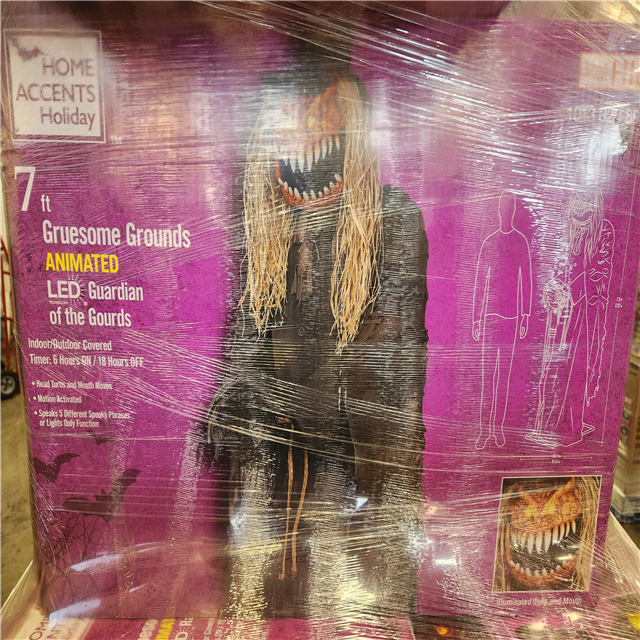 HOME
ACCENTS
Holiday
7 ft
Gruesome Grounds
ANIMATED
LED Guardian
of the Gourds
Indoor/Outdoor Covered
Timer: 6 Hours ON / 18 Hours OFF
• Head Turns and Mouth Moves
• Motion Activated
• Speaks 5 Different Spooky Phrases
or Lights Only Function
Illuminated Eyes and Mouth